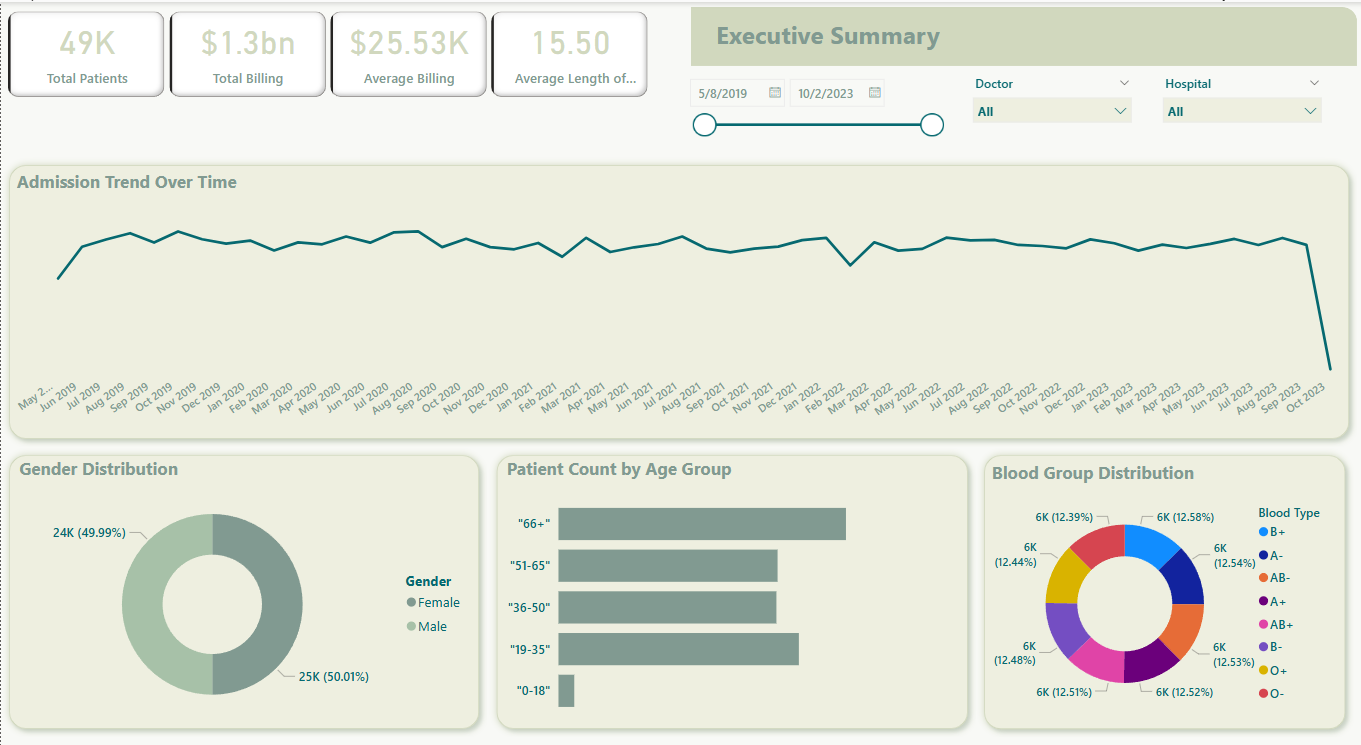 49K
Total Patients
$1.3bn
Total Billing
$25.53K
Average Billing
15.50
Average Length of...
Executive Summary
5/8/2019
10/2/2023
Doctor
All
Hospital
All
Admission Trend Over Time
May 2...
Jun 2019
Jul 2019
Aug 2019
Sep 2019
Oct 2019
Nov 2019
Dec 2019
Jan 2020
Feb 2020
Mar 2020
Apr 2020
May 2020
Jun 2020
Jul 2020
Aug 2020
Sep 2020
Oct 2020
Nov 2020
Dec 2020
Jan 2021
Feb 2021
Mar 2021
Apr 2021
May 2021
Jun 2021
Jul 2021
Aug 2021
Sep 2021
Oct 2021
Nov 2021
Dec 2021
Jan 2022
Feb 2022
Mar 2022
Apr 2022
May 2022
Jun 2022
Jul 2022
Aug 2022
Sep 2022
Oct 2022
Nov 2022
Dec 2022
Jan 2023
Feb 2023
Mar 2023
Apr 2023
May 2023
Jun 2023
Jul 2023
Aug 2023
Sep 2023
Oct 2023
Gender Distribution
24K (49.99%)
25K (50.01%)
Gender
Female
Male
Patient Count by Age Group
"66+"
"51-65"
"36-50"
"19-35"
"0-18"
Blood Group Distribution
6K (12.39%)
6K (12.58%)
6K
(12.44%)
6K
(12.54%)
6K
(12.48%)
6K
(12.53%)
6K (12.51%)
6K (12.52%)
Blood Type
B+
A-
AB-
A+
AB+
B-
O+
O-